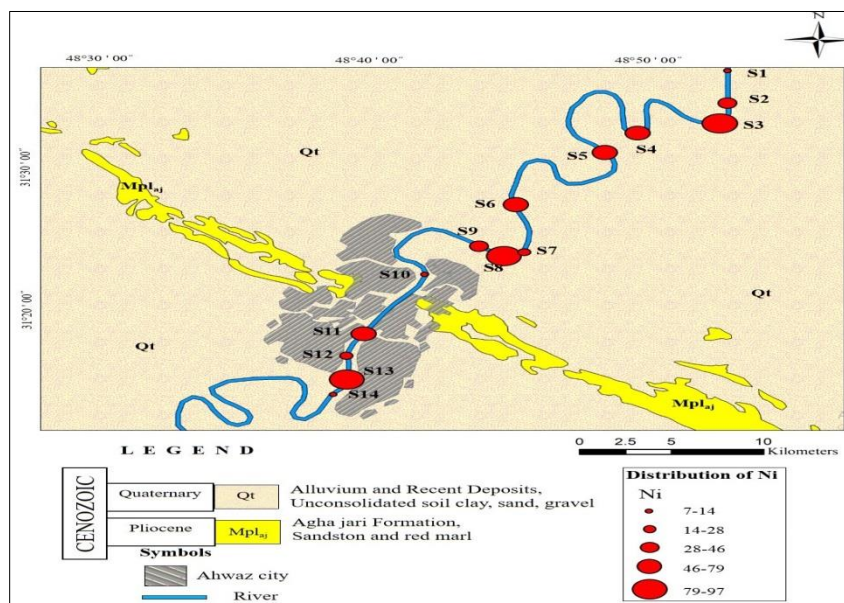 N
48°30'00"
48°40'00"
48°50'00"
S1
S2
S3
S4
S5
31°30'00"
Qt
Mpl aj
S6
S9
S7
S8
S10
Qt
31°20'00"
S11
Qt
S12
S13
S14
Mpl aj
LEGEND
0 2.5 5 10
Kilometers
CENOZOIC
Quaternary
Qt
Alluvium and Recent Deposits,
Unconsolidated soil clay, sand, gravel
Pliocene
Mpl aj
Agha jari Formation,
Sandston and red marl
Symbols
Ahwaz city
River
Distribution of Ni
Ni
7-14
14-28
28-46
46-79
79-97